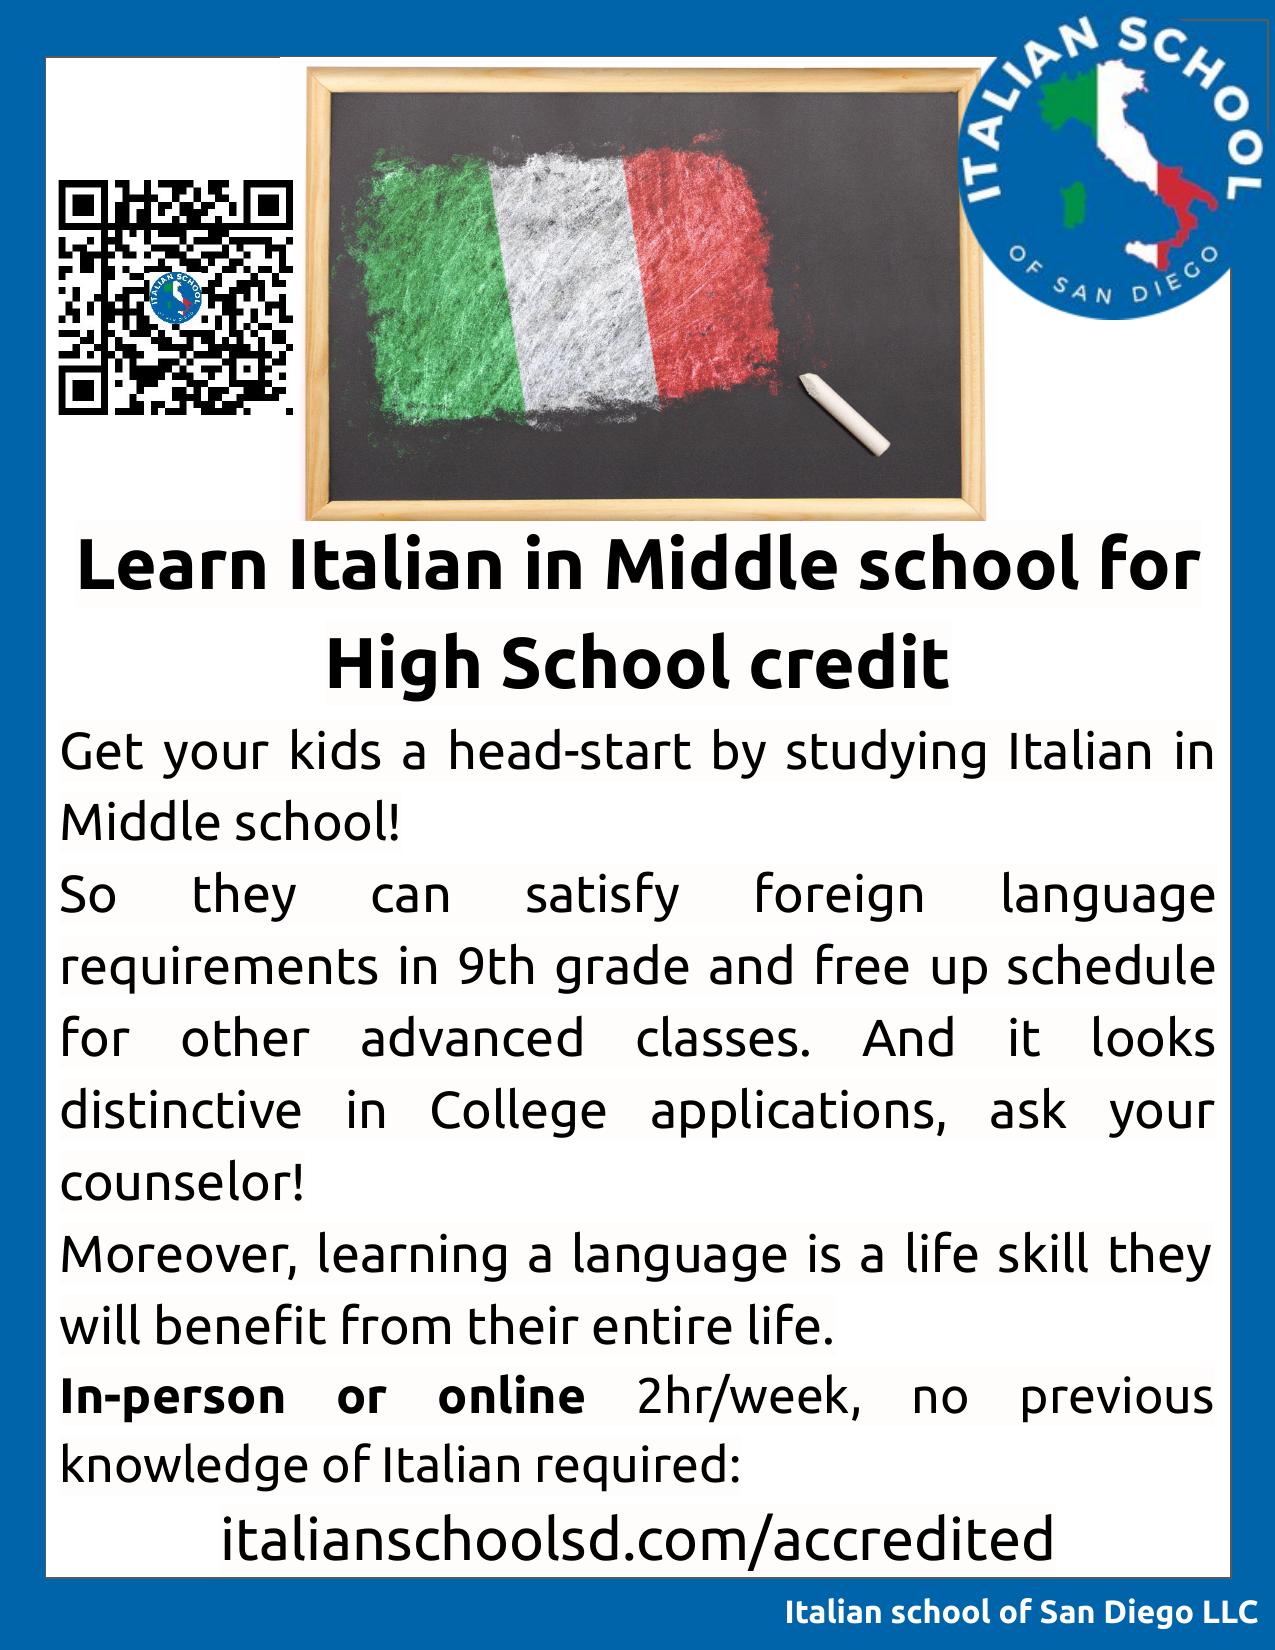 ITALIAN SCHOOL
OF SAN DIEGO
ITALIAN SCHOOL
Learn Italian in Middle school for
High School credit
Get your kids a head-start by studying Italian in
Middle school!
So they can satisfy foreign language
requirements in 9th grade and free up schedule
for other advanced classes. And it looks
distinctive in College applications, ask your
counselor!
Moreover, learning a language is a life skill they
will benefit from their entire life.
In-person or online 2hr/week, no previous
knowledge of Italian required:
italianschoolsd.com/accredited
Italian school of San Diego LLC